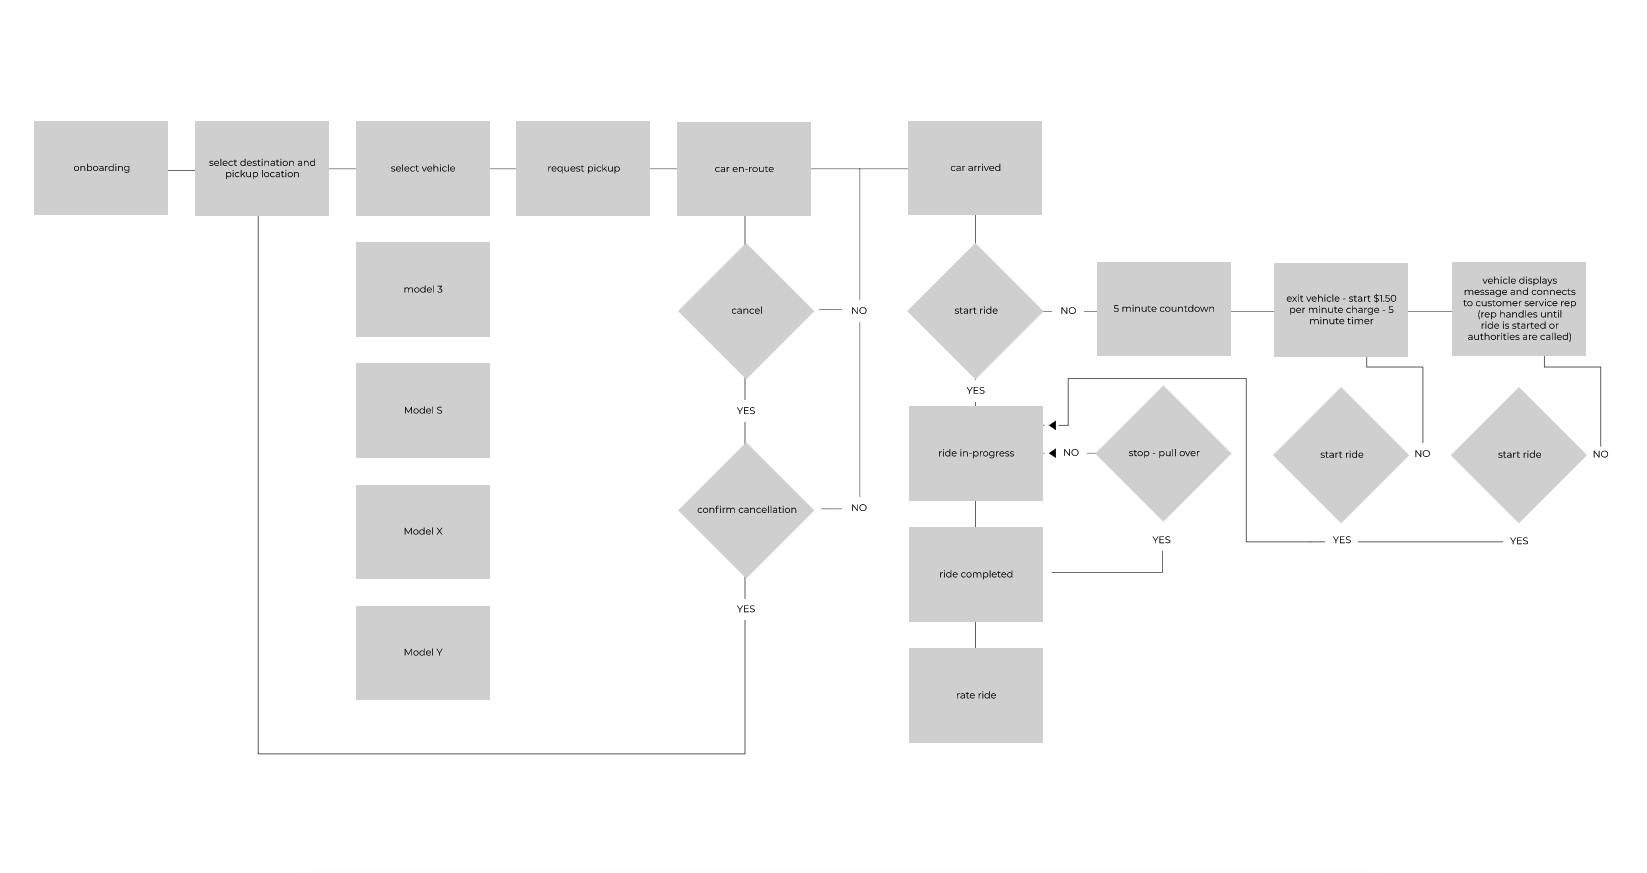 onboarding
select destination and
pickup location
select vehicle
request pickup
car en-route
car arrived
model 3
Model S
Model X
Model Y
cancel
NO
YES
confirm cancellation
NO
YES
start ride
NO
YES
5 minute countdown
exit vehicle - start $1.50
per minute charge - 5
minute timer
vehicle displays
message and connects
to customer service rep
(rep handles until
ride is started or
authorities are called)
ride in-progress
NO
stop - pull over
YES
start ride
NO
YES
start ride
NO
YES
ride completed
rate ride